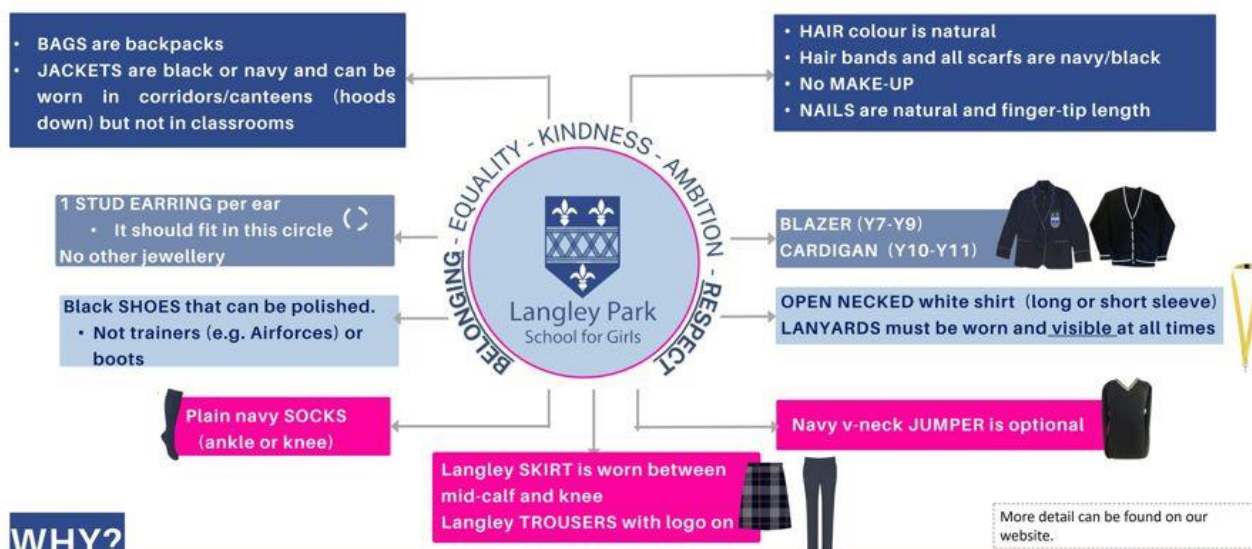 • BAGS are backpacks
• JACKETS are black or navy and can be
worn in corridors/canteens (hoods
down) but not in classrooms
• HAIR colour is natural
• Hair bands and all scarfs are navy/black
• No MAKE-UP
• NAILS are natural and finger-tip length
BELONGING - EQUALITY - KINDNESS - AMBITION - RESPECT
Langley Park
School for Girls
1 STUD EARRING per ear
• It should fit in this circle
No other jewellery
BLAZER (Y7-Y9)
CARDIGAN (Y10-Y11)
Black SHOES that can be polished.
• Not trainers (e.g. Airforces) or
boots
OPEN NECKED white shirt (long or short sleeve)
LANYARDS must be worn and visible at all times
Plain navy SOCKS
(ankle or knee)
Navy v-neck JUMPER is optional
Langley SKIRT is worn between
mid-calf and knee
Langley TROUSERS with logo on
More detail can be found on our
website.
WHY?